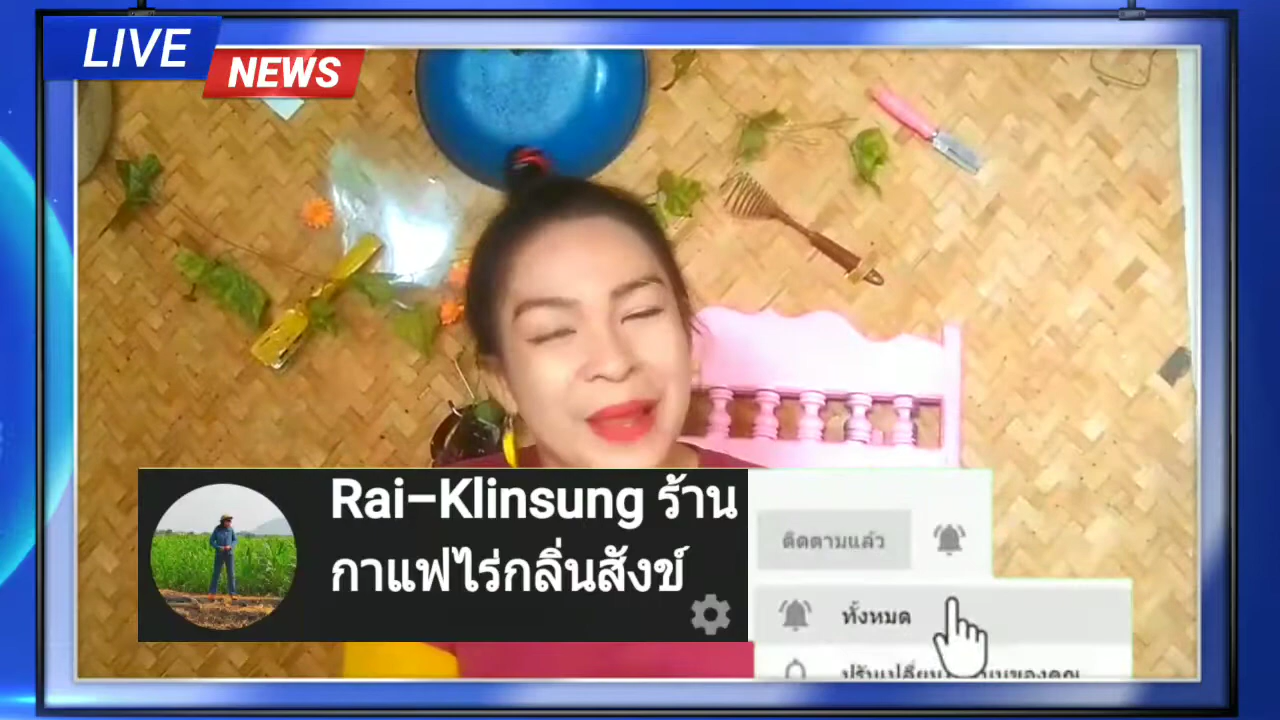 LIVE
NEWS
Rai-Klinsung ร้าน
กาแฟไร่กลิ่นสังข์
ติดตามแล้ว
ทั้งหมด